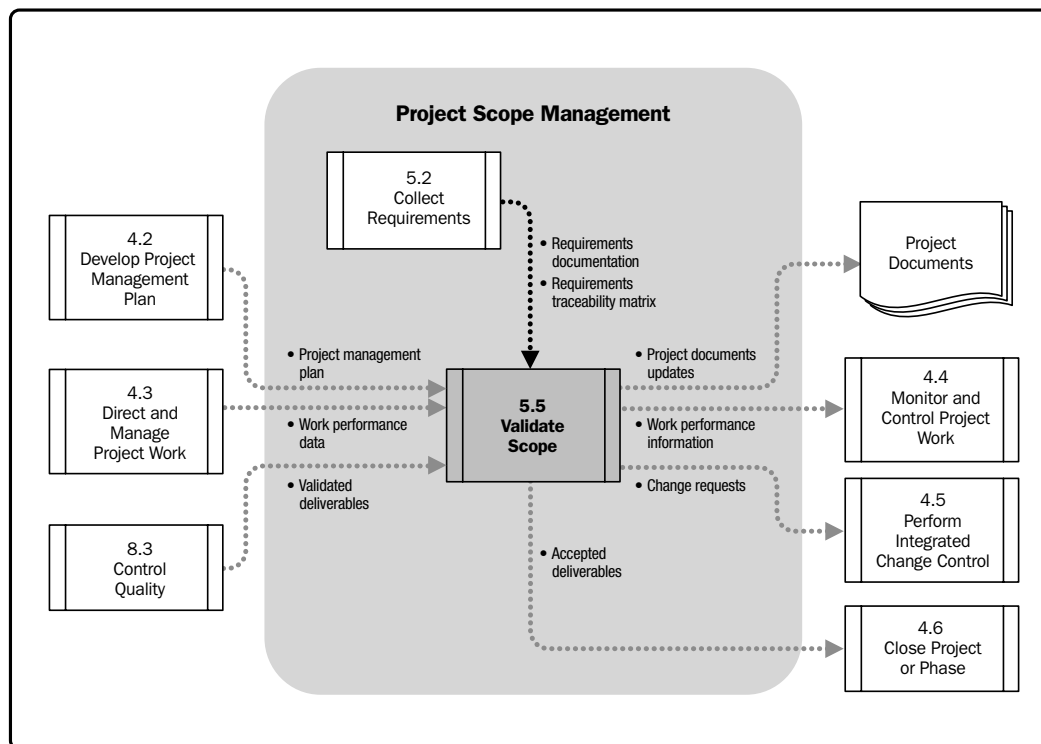 Project Scope Management
5.2
Collect
Requirements
4.2
Develop Project
Management
Plan
• Requirements
documentation
• Requirements
traceability matrix
Project
Documents
• Project management
plan
• Project documents
updates
4.3
Direct and
Manage
Project Work
• Work performance
data
5.5
Validate
Scope
• Work performance
information
4.4
Monitor and
Control Project
Work
• Validated
deliverables
• Change requests
4.5
Perform
Integrated
Change Control
8.3
Control
Quality
• Accepted
deliverables
4.6
Close Project
or Phase